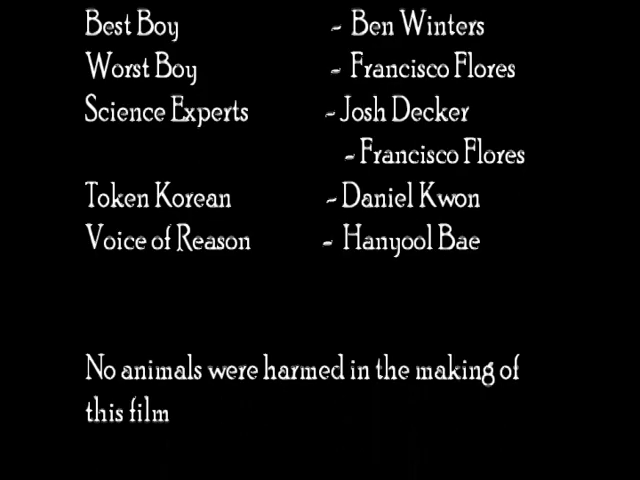 Best Boy - Ben Winters
Worst Boy - Francisco Flores
Science Experts - Josh Decker
- Francisco Flores
Token Korean - Daniel Kwon
Voice of Reason - Hanyool Bae
No animals were harmed in the making of
this film